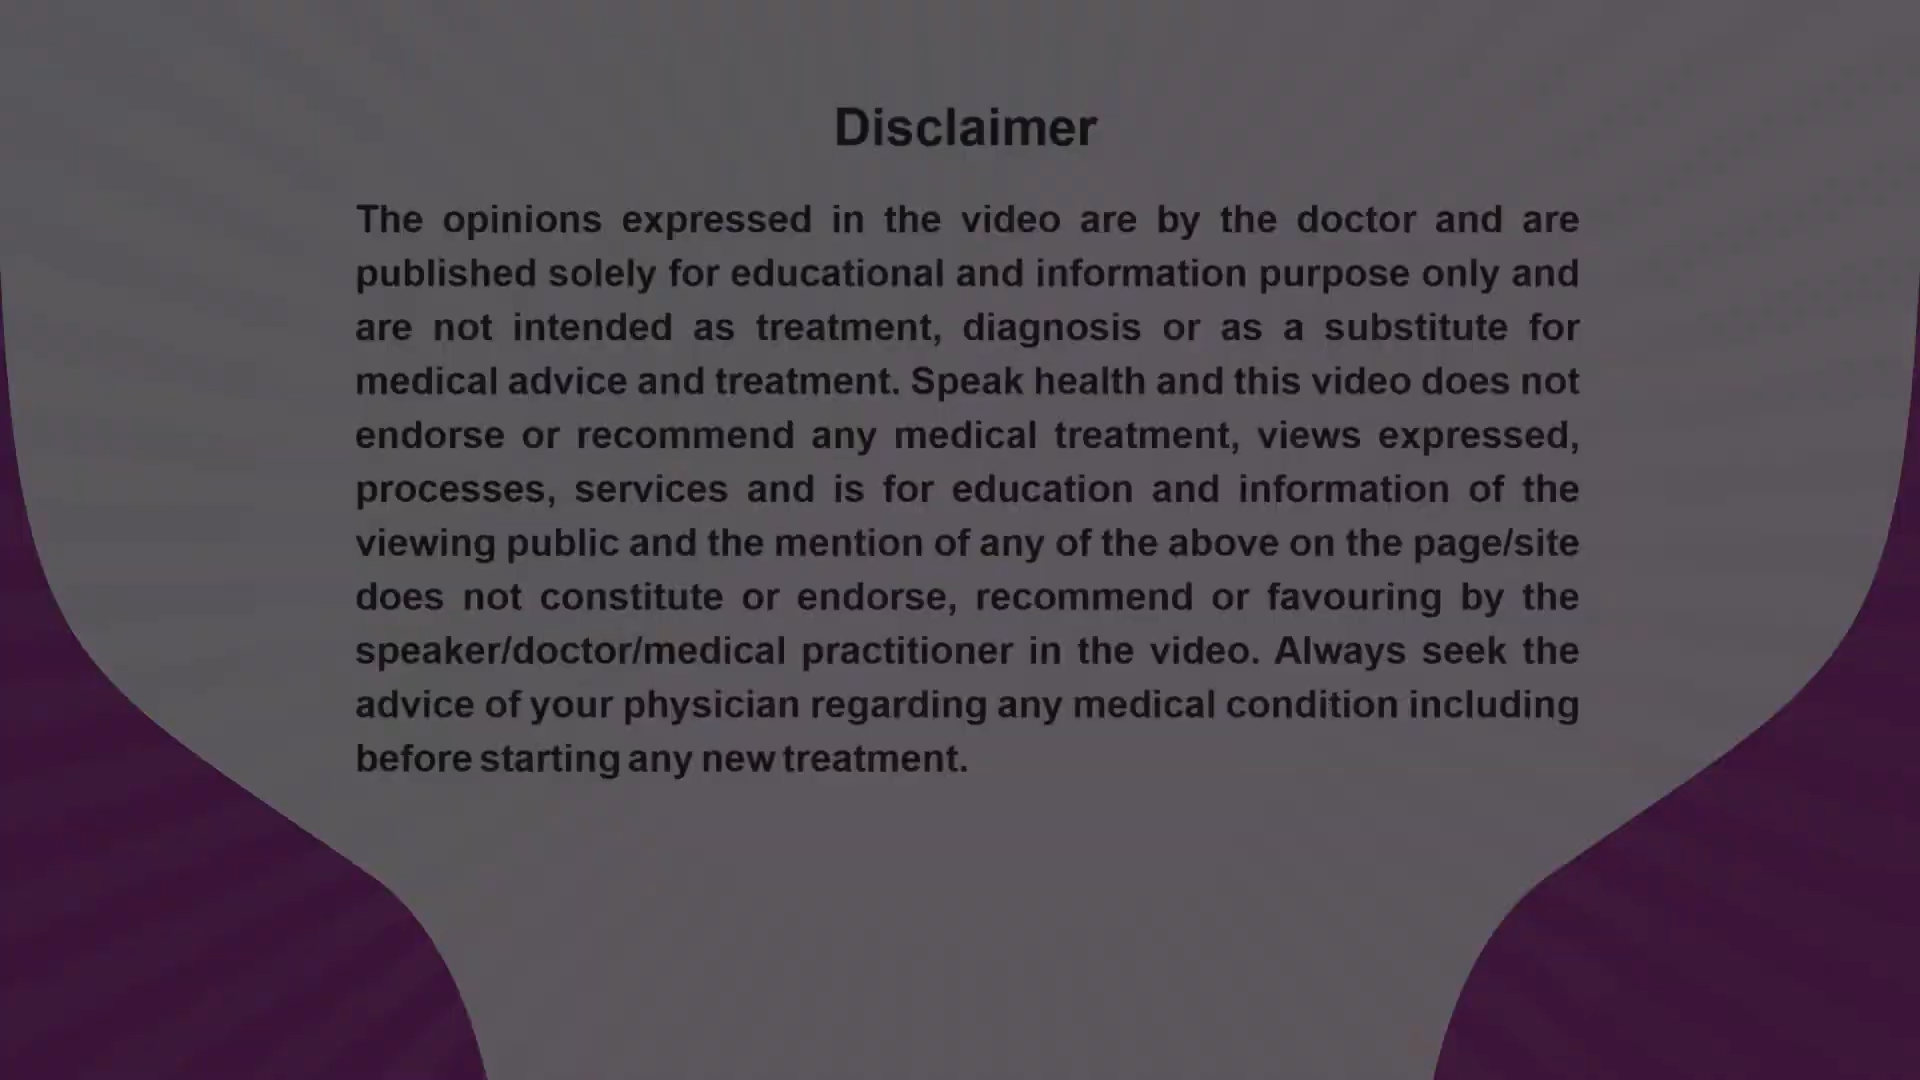 Disclaimer
The opinions expressed in the video are by the doctor and are
published solely for educational and information purpose only and
are not intended as treatment, diagnosis or as a substitute for
medical advice and treatment. Speak health and this video does not
endorse or recommend any medical treatment, views expressed,
processes, services and is for education and information of the
viewing public and the mention of any of the above on the page/site
does not constitute or endorse, recommend or favouring by the
speaker/doctor/medical practitioner in the video. Always seek the
advice of your physician regarding any medical condition including
before starting any new treatment.